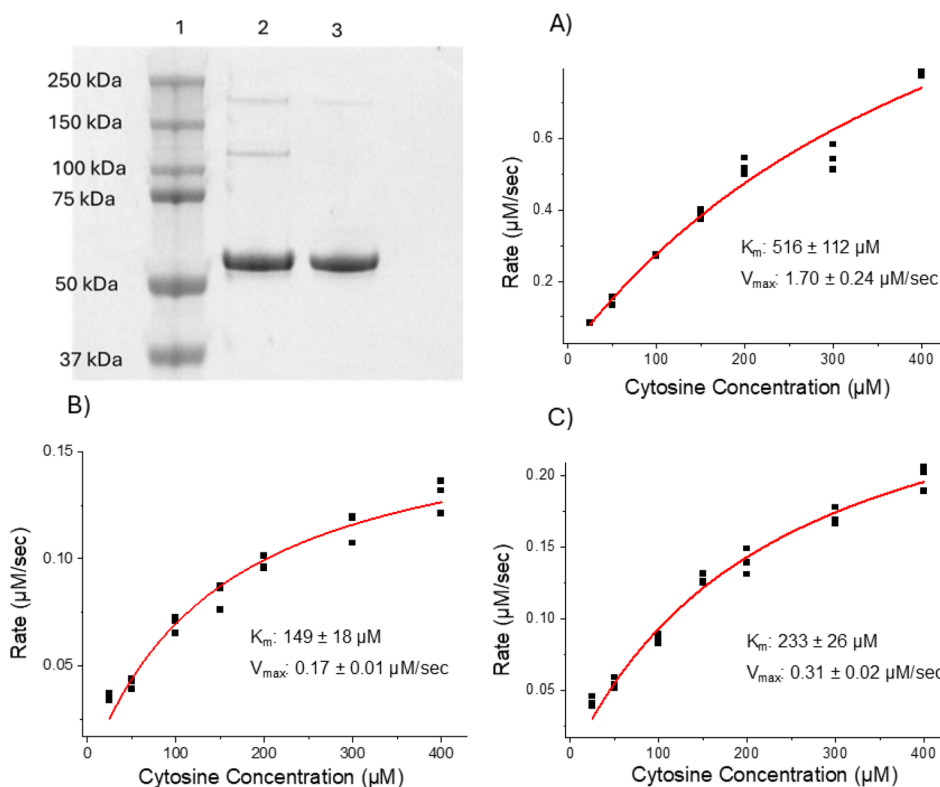 1 2 3
250 kDa
150 kDa
100 kDa
75 kDa
50 kDa
37 kDa
A)
Rate (µM/sec)
0.6
0.4
0.2
Km: 516 ± 112 µM
Vmax: 1.70 ± 0.24 µM/sec
0 100 200 300 400
Cytosine Concentration (µM)
B)
Rate (µM/sec)
0.15
0.10
0.05
Km: 149 ± 18 µM
Vmax: 0.17 ± 0.01 µM/sec
0 100 200 300 400
Cytosine Concentration (µM)
C)
Rate (µM/sec)
0.20
0.15
0.10
0.05
Km: 233 ± 26 µM
Vmax: 0.31 ± 0.02 µM/sec
0 100 200 300 400
Cytosine Concentration (µM)